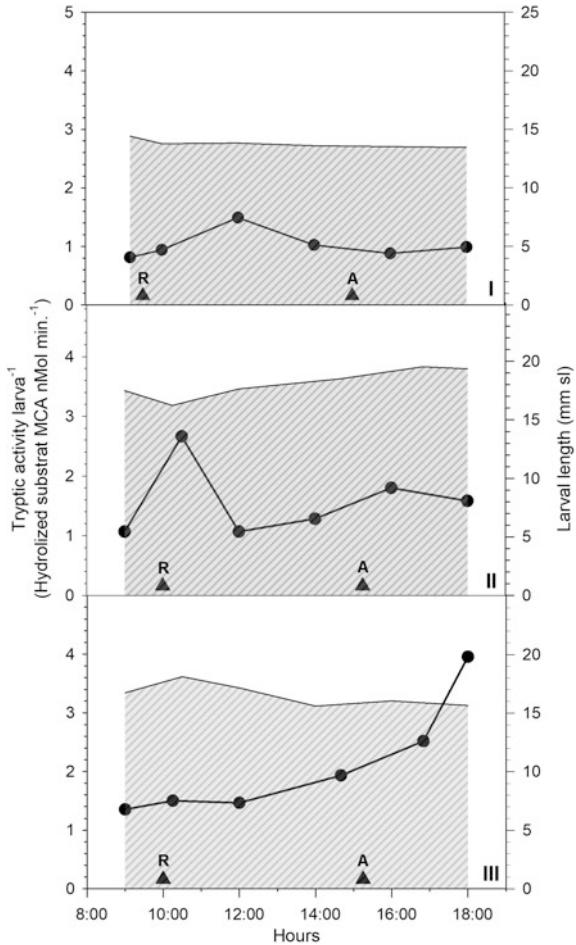 5 25
4 20
3 15
2 10
1 5
0 0
R A
I
4 20
3 15
2 10
1 5
0 0
R A
II
4 20
3 15
2 10
1 5
0 0
R A
III
8:00 10:00 12:00 14:00 16:00 18:00
Hours
Tryptic activity larva⁻¹
(Hydrolized substrat MCA nMol min.⁻¹)
Larval length (mm sl)